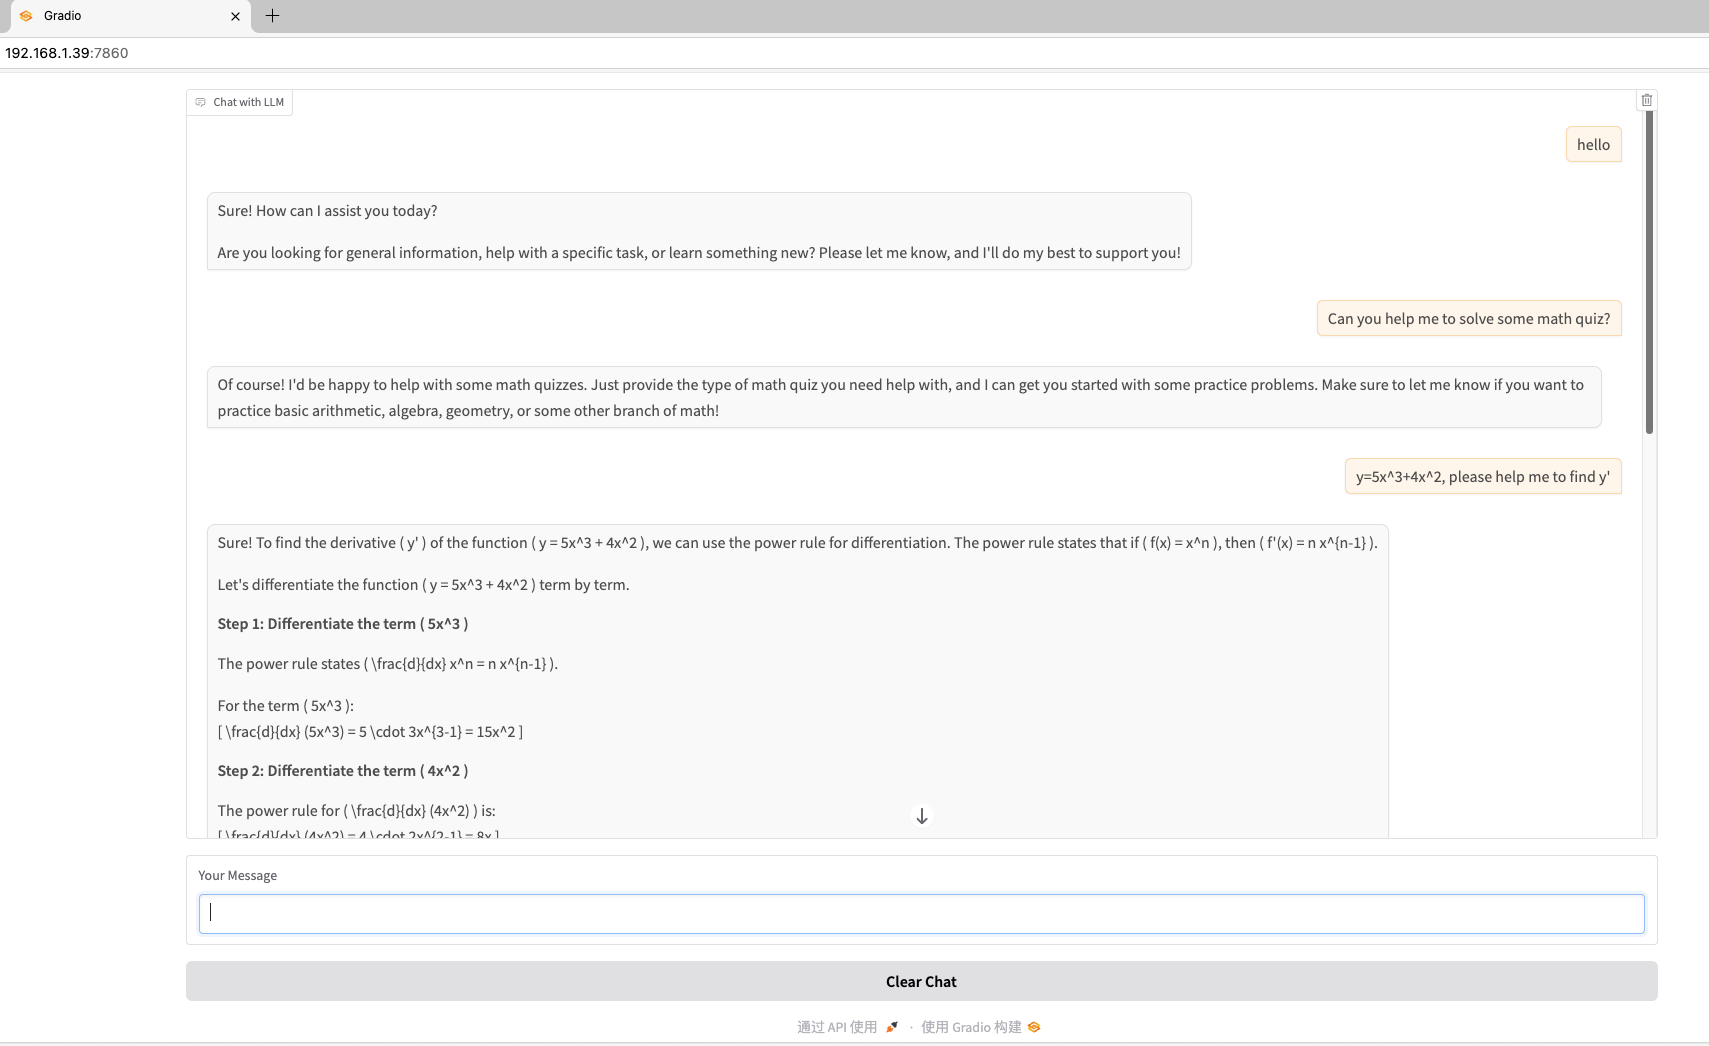 Gradio
192.168.1.39:7860
Chat with LLM
hello
Sure! How can I assist you today?
Are you looking for general information, help with a specific task, or learn something new? Please let me know, and I'll do my best to support you!
Can you help me to solve some math quiz?
Of course! I'd be happy to help with some math quizzes. Just provide the type of math quiz you need help with, and I can get you started with some practice problems. Make sure to let me know if you want to
practice basic arithmetic, algebra, geometry, or some other branch of math!
y=5x^3+4x^2, please help me to find y'
Sure! To find the derivative ( y' ) of the function ( y = 5x^3 + 4x^2 ), we can use the power rule for differentiation. The power rule states that if ( f(x) = x^n ), then ( f'(x) = n x^{n-1} ).
Let's differentiate the function ( y = 5x^3 + 4x^2 ) term by term.
Step 1: Differentiate the term ( 5x^3 )
The power rule states ( \frac{d}{dx} x^n = n x^{n-1} ).
For the term ( 5x^3 ):
[ \frac{d}{dx} (5x^3) = 5 \cdot 3x^{3-1} = 15x^2 ]
Step 2: Differentiate the term ( 4x^2 )
The power rule for ( \frac{d}{dx} (4x^2) ) is:
[ \frac{d}{dx} (4x^2) = 4 \cdot 2x^{2-1} = 8x ]
Your Message
Clear Chat
通过 API 使用 · 使用 Gradio 构建